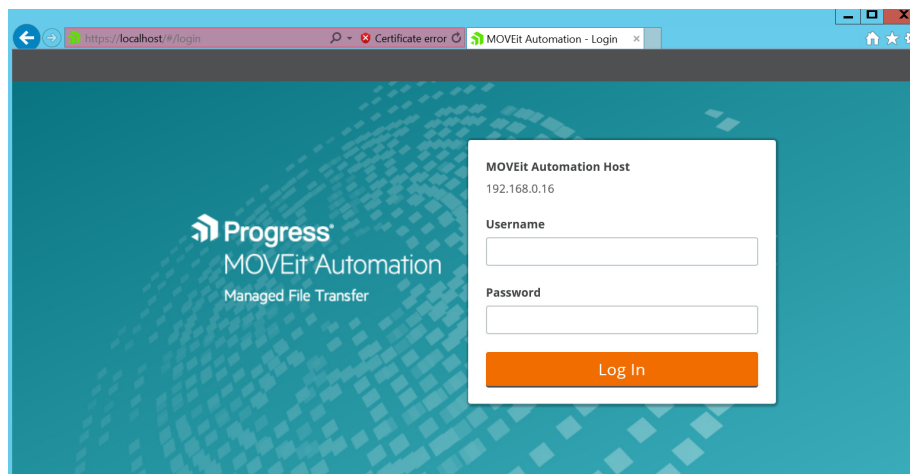 https://localhost/#/login
Certificate error
MOVEit Automation - Login
MOVEit Automation Host
192.168.0.16
Username
Password
Log In
Progress®
MOVEit® Automation
Managed File Transfer